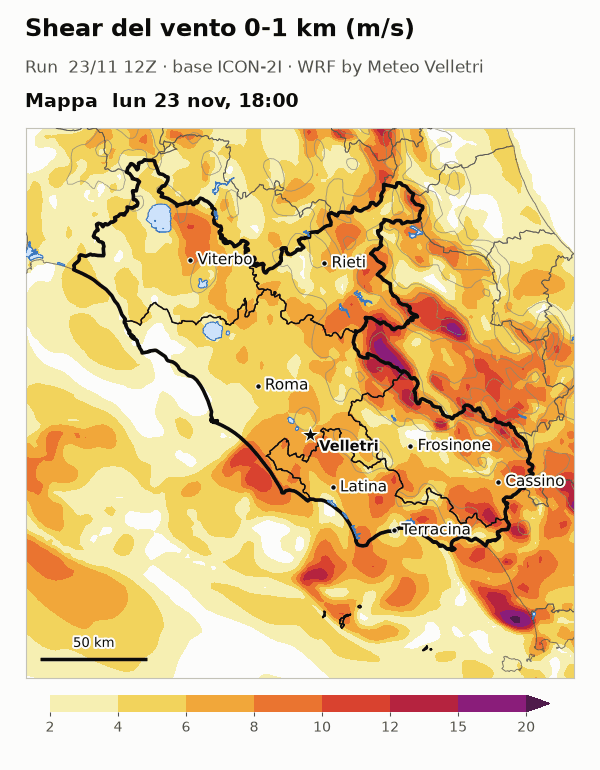 Shear del vento 0-1 km (m/s)
Run  23/11 12Z · base ICON-2I · WRF by Meteo Velletri
Mappa  lun 23 nov, 18:00
Viterbo
Rieti
Roma
Velletri
Frosinone
Latina
Cassino
Terracina
50 km
2 4 6 8 10 12 15 20